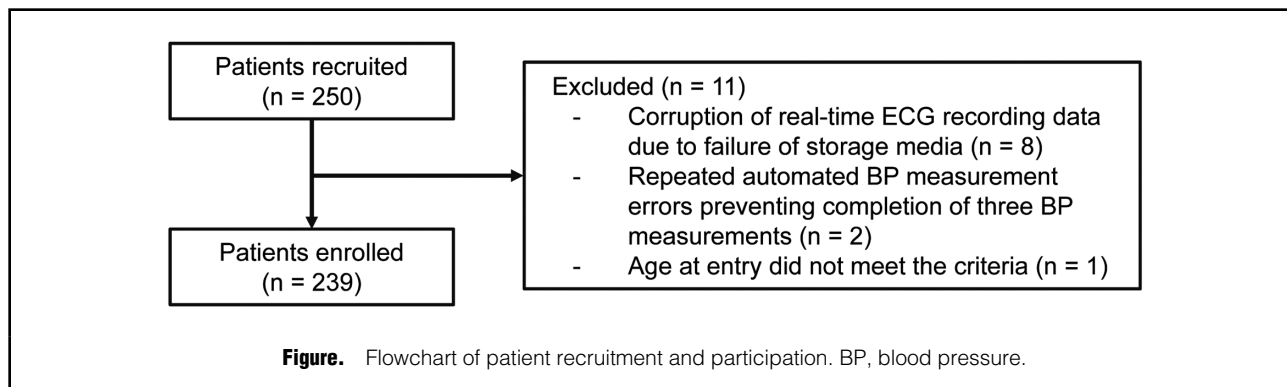 Patients recruited
(n = 250)
Excluded (n = 11)
- Corruption of real-time ECG recording data
due to failure of storage media (n = 8)
- Repeated automated BP measurement
errors preventing completion of three BP
measurements (n = 2)
- Age at entry did not meet the criteria (n = 1)
Patients enrolled
(n = 239)
Figure. Flowchart of patient recruitment and participation. BP, blood pressure.